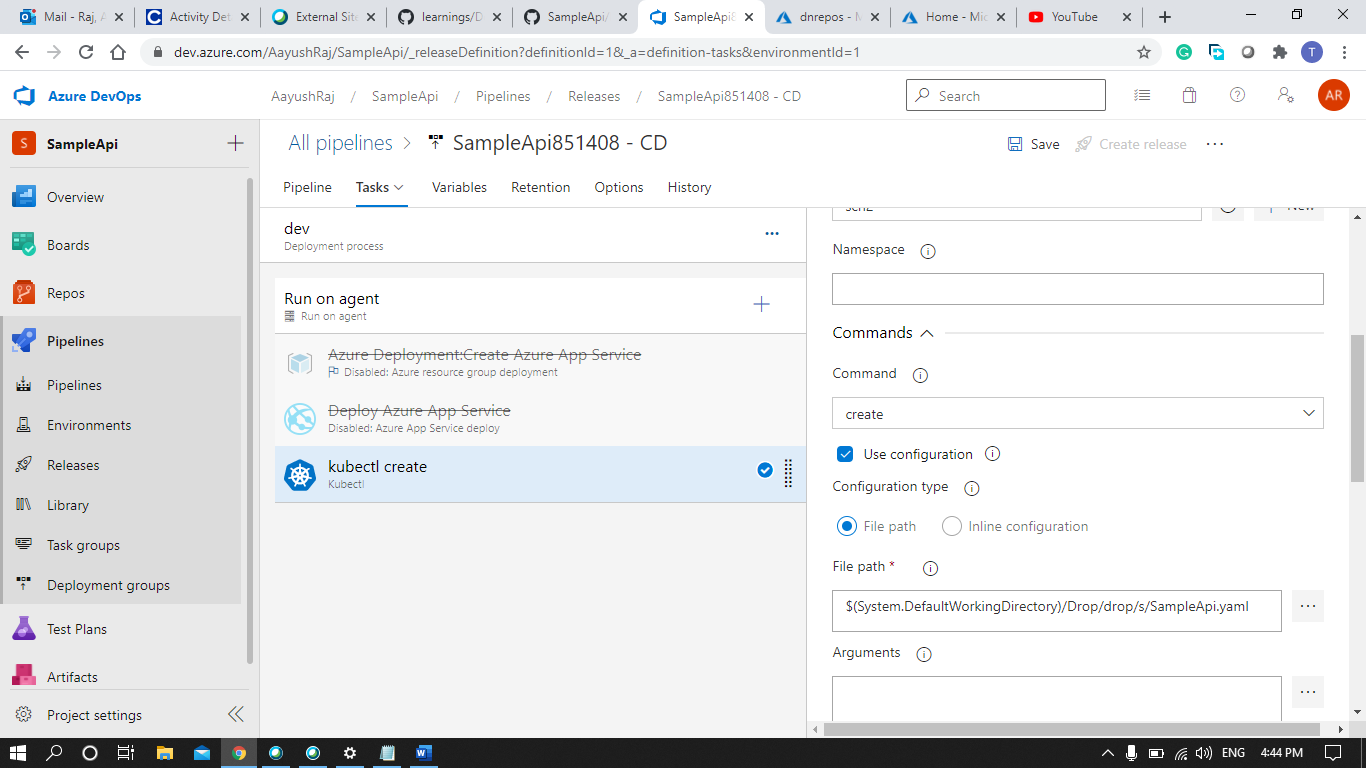 Mail - Raj, A
Activity Det
External Site
learnings/D
SampleApi/
SampleApi8
dnrepos - M
Home - Mic
YouTube
dev.azure.com/AayushRaj/SampleApi/_releaseDefinition?definitionId=1&_a=definition-tasks&environmentId=1
T
Azure DevOps
AayushRaj / SampleApi / Pipelines / Releases / SampleApi851408 - CD
Search
AR
S SampleApi
All pipelines > SampleApi851408 - CD
Save
Create release
Pipeline Tasks Variables Retention Options History
Overview
Boards
Repos
Pipelines
Pipelines
Environments
Releases
Library
Task groups
Deployment groups
Test Plans
Artifacts
Project settings
dev
Deployment process
Run on agent
Run on agent
Azure Deployment:Create Azure App Service
Disabled: Azure resource group deployment
Deploy Azure App Service
Disabled: Azure App Service deploy
kubectl create
Kubectl
New
Namespace
Commands
Command
create
Use configuration
Configuration type
File path
Inline configuration
File path *
$(System.DefaultWorkingDirectory)/Drop/drop/s/SampleApi.yaml
Arguments
ENG
4:44 PM